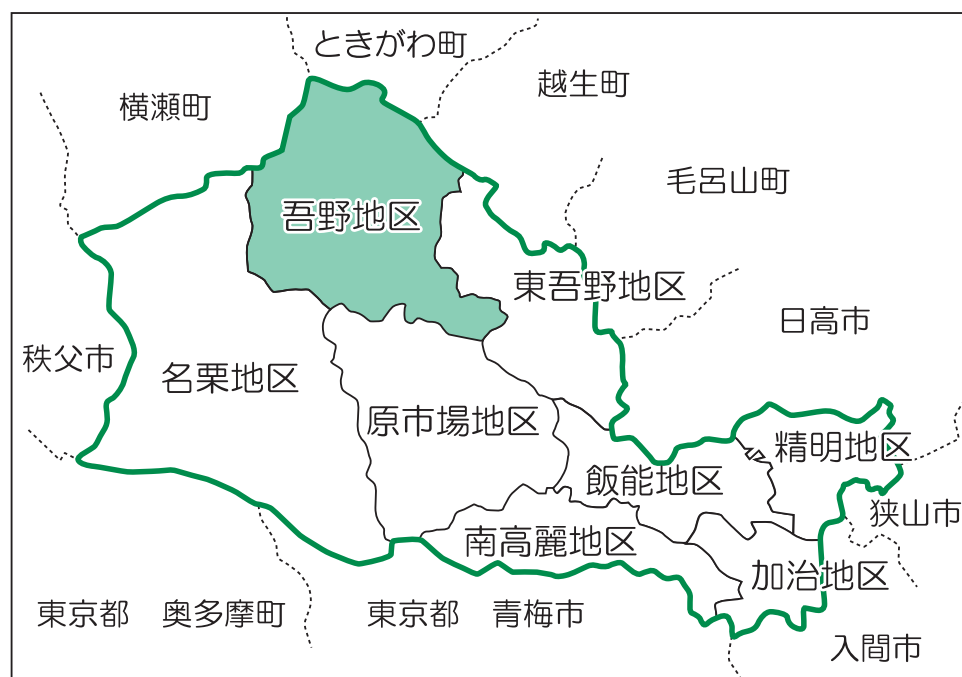 ときがわ町
越生町
横瀬町
毛呂山町
吾野地区
東吾野地区
日高市
秩父市
名栗地区
原市場地区
精明地区
飯能地区
狭山市
南高麗地区
加治地区
東京都 奥多摩町
東京都 青梅市
入間市